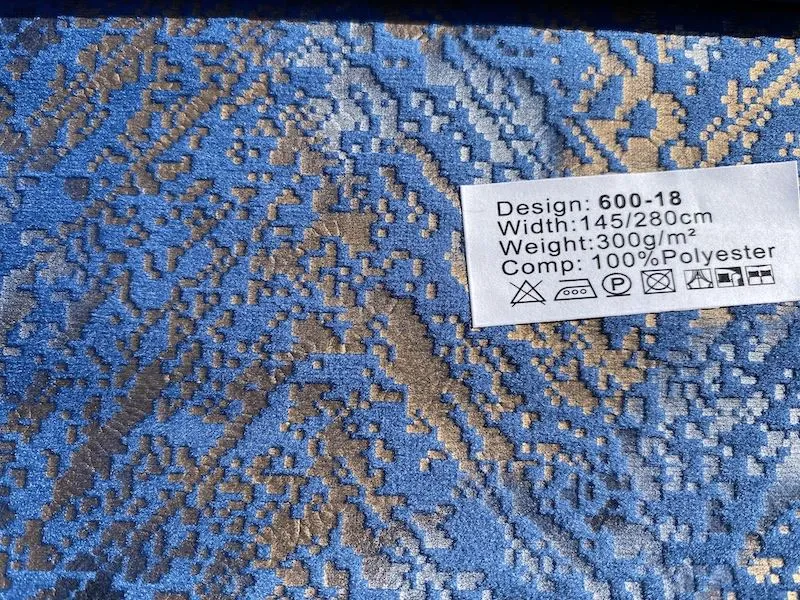 Design: 600-18
Width:145/280cm
Weight:300g/m²
Comp: 100%Polyester
P